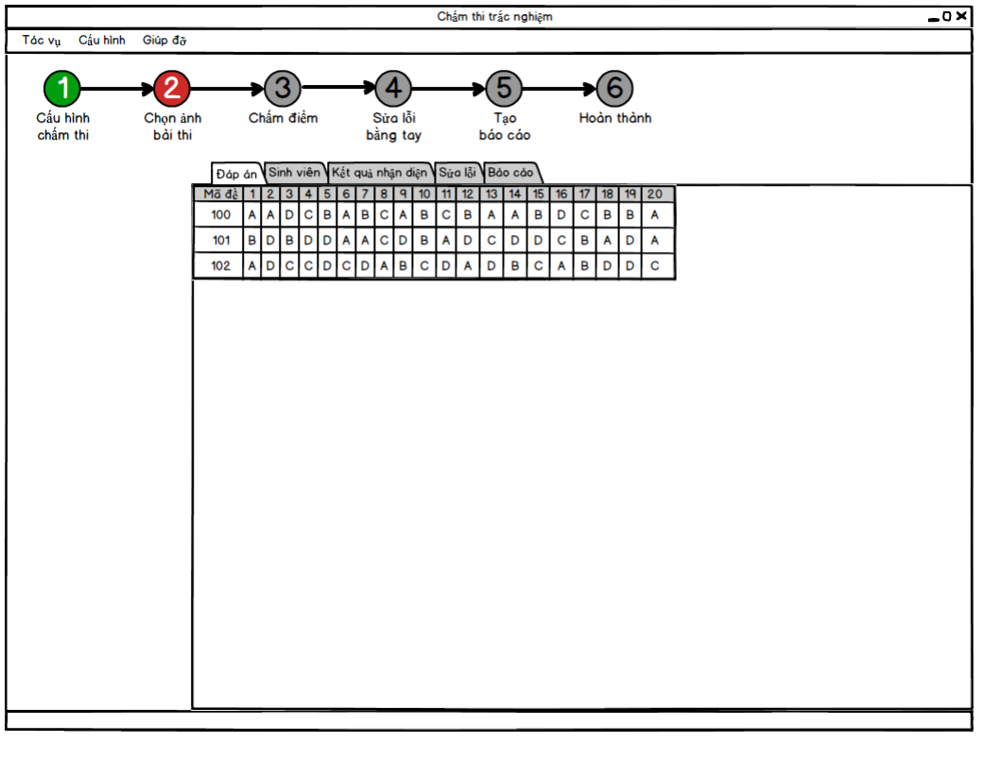 Chấm thi trắc nghiệm
Tác vụ Cấu hình Giúp đỡ
1 2 3 4 5 6
Cấu hình Chọn ảnh Chấm điểm Sửa lỗi Tạo Hoàn thành
chấm thi bài thi bằng tay báo cáo
Đáp án Sinh viên Kết quả nhận diện Sửa lỗi Báo cáo
Mã đề 1 2 3 4 5 6 7 8 9 10 11 12 13 14 15 16 17 18 19 20
100 A A D C B A B C A B C B A A B D C B B A
101 B D B D D A A C D B A D C D D C B A D A
102 A D C C D C D A B C D A D B C A B D D C